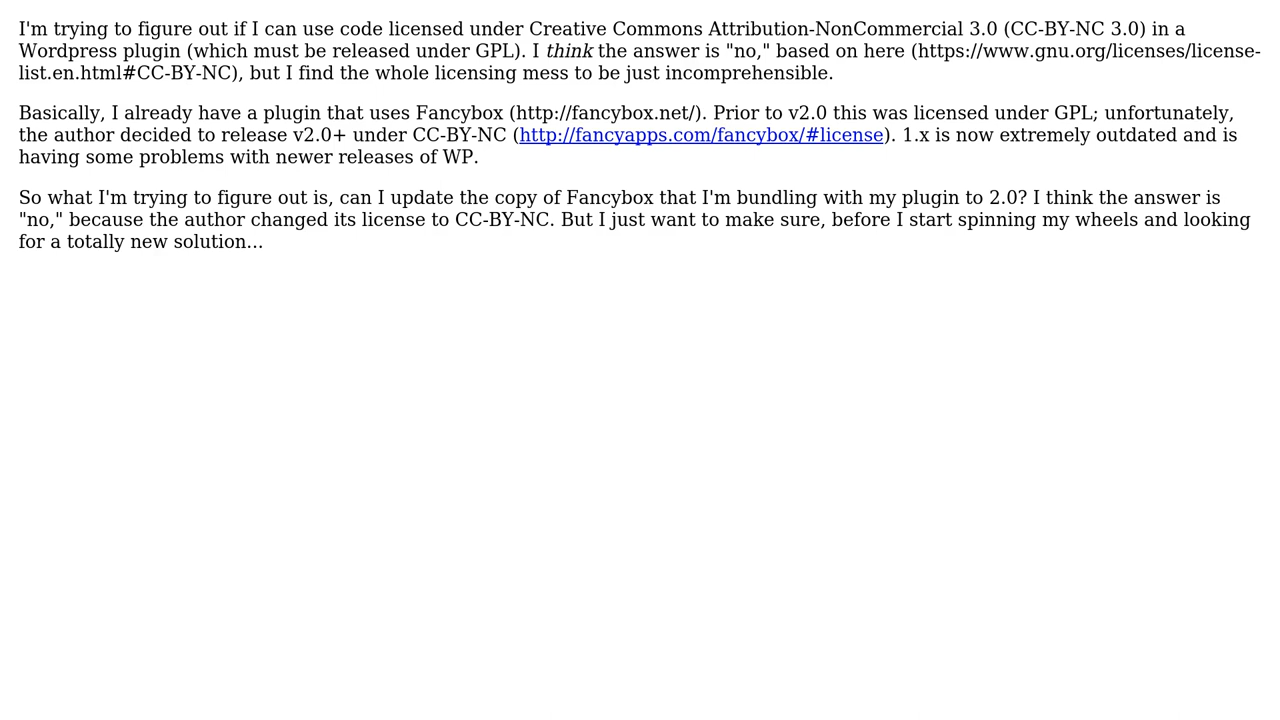 I'm trying to figure out if I can use code licensed under Creative Commons Attribution-NonCommercial 3.0 (CC-BY-NC 3.0) in a
Wordpress plugin (which must be released under GPL). I think the answer is "no," based on here (https://www.gnu.org/licenses/license-
list.en.html#CC-BY-NC), but I find the whole licensing mess to be just incomprehensible.
Basically, I already have a plugin that uses Fancybox (http://fancybox.net/). Prior to v2.0 this was licensed under GPL; unfortunately,
the author decided to release v2.0+ under CC-BY-NC (http://fancyapps.com/fancybox/#license). 1.x is now extremely outdated and is
having some problems with newer releases of WP.
So what I'm trying to figure out is, can I update the copy of Fancybox that I'm bundling with my plugin to 2.0? I think the answer is
"no," because the author changed its license to CC-BY-NC. But I just want to make sure, before I start spinning my wheels and looking
for a totally new solution...